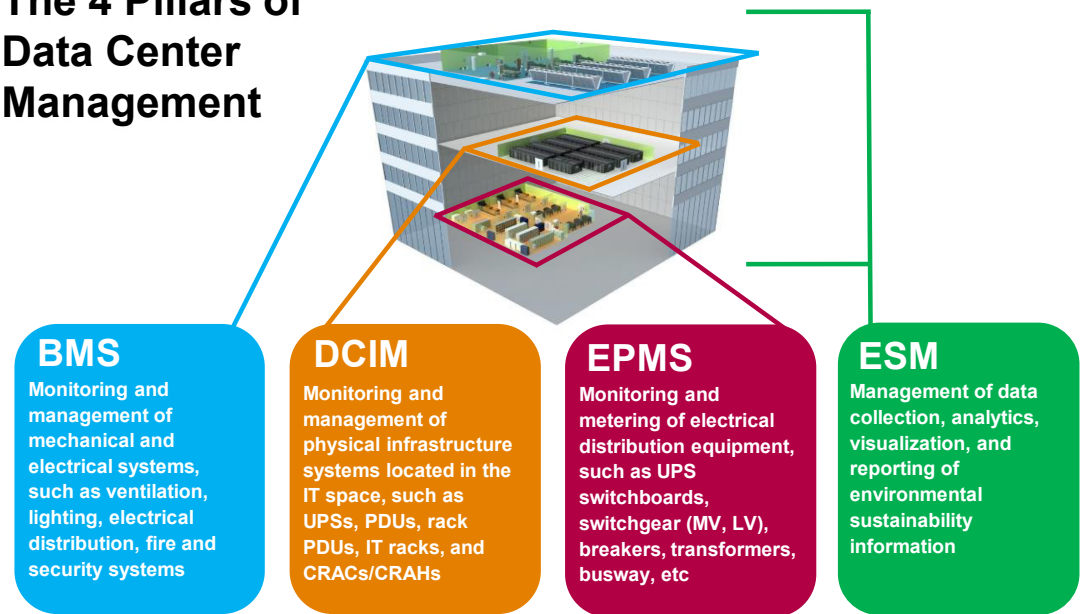 The 4 Pillars of
Data Center
Management
BMS
Monitoring and
management of
mechanical and
electrical systems,
such as ventilation,
lighting, electrical
distribution, fire and
security systems
DCIM
Monitoring and
management of
physical infrastructure
systems located in the
IT space, such as
UPSs, PDUs, rack
PDUs, IT racks, and
CRACs/CRAHs
EPMS
Monitoring and
metering of electrical
distribution equipment,
such as UPS
switchboards,
switchgear (MV, LV),
breakers, transformers,
busway, etc
ESM
Management of data
collection, analytics,
visualization, and
reporting of
environmental
sustainability
information